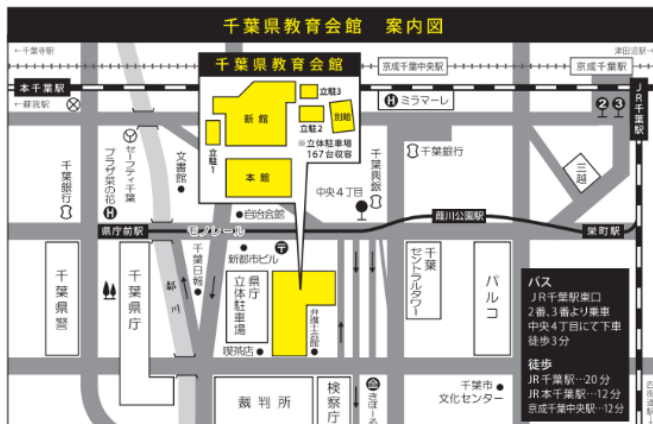 千葉県教育会館 案内図
←千葉寺駅
津田沼駅→
千葉県教育会館
京成千葉中央駅
京成千葉駅
本千葉駅
←蘇我駅
JR千葉駅
H ミラマーレ
2 3
新館
立駐3
立駐2
別館
立駐1
※立体駐車場
167台収容
本館
セーフティ千葉
プラザ菜の花
H
文書館
千葉銀行
千葉銀行
千葉興銀
三越
中央4丁目
自治会館
県庁前駅
モノレール
葭川公園駅
栄町駅
千葉日報
新都市ビル
千葉県警
千葉県庁
都川
県庁
立体駐車場
弁護士会館
喫茶店
千葉
セントラルタワー
パルコ
バス
JR千葉駅東口
2番、3番より乗車
中央4丁目にて下車
徒歩3分
徒歩
JR千葉駅…20分
JR本千葉駅…12分
京成千葉中央駅…12分
裁判所
検察庁
きぼーる
千葉市
文化センター
四街道駅